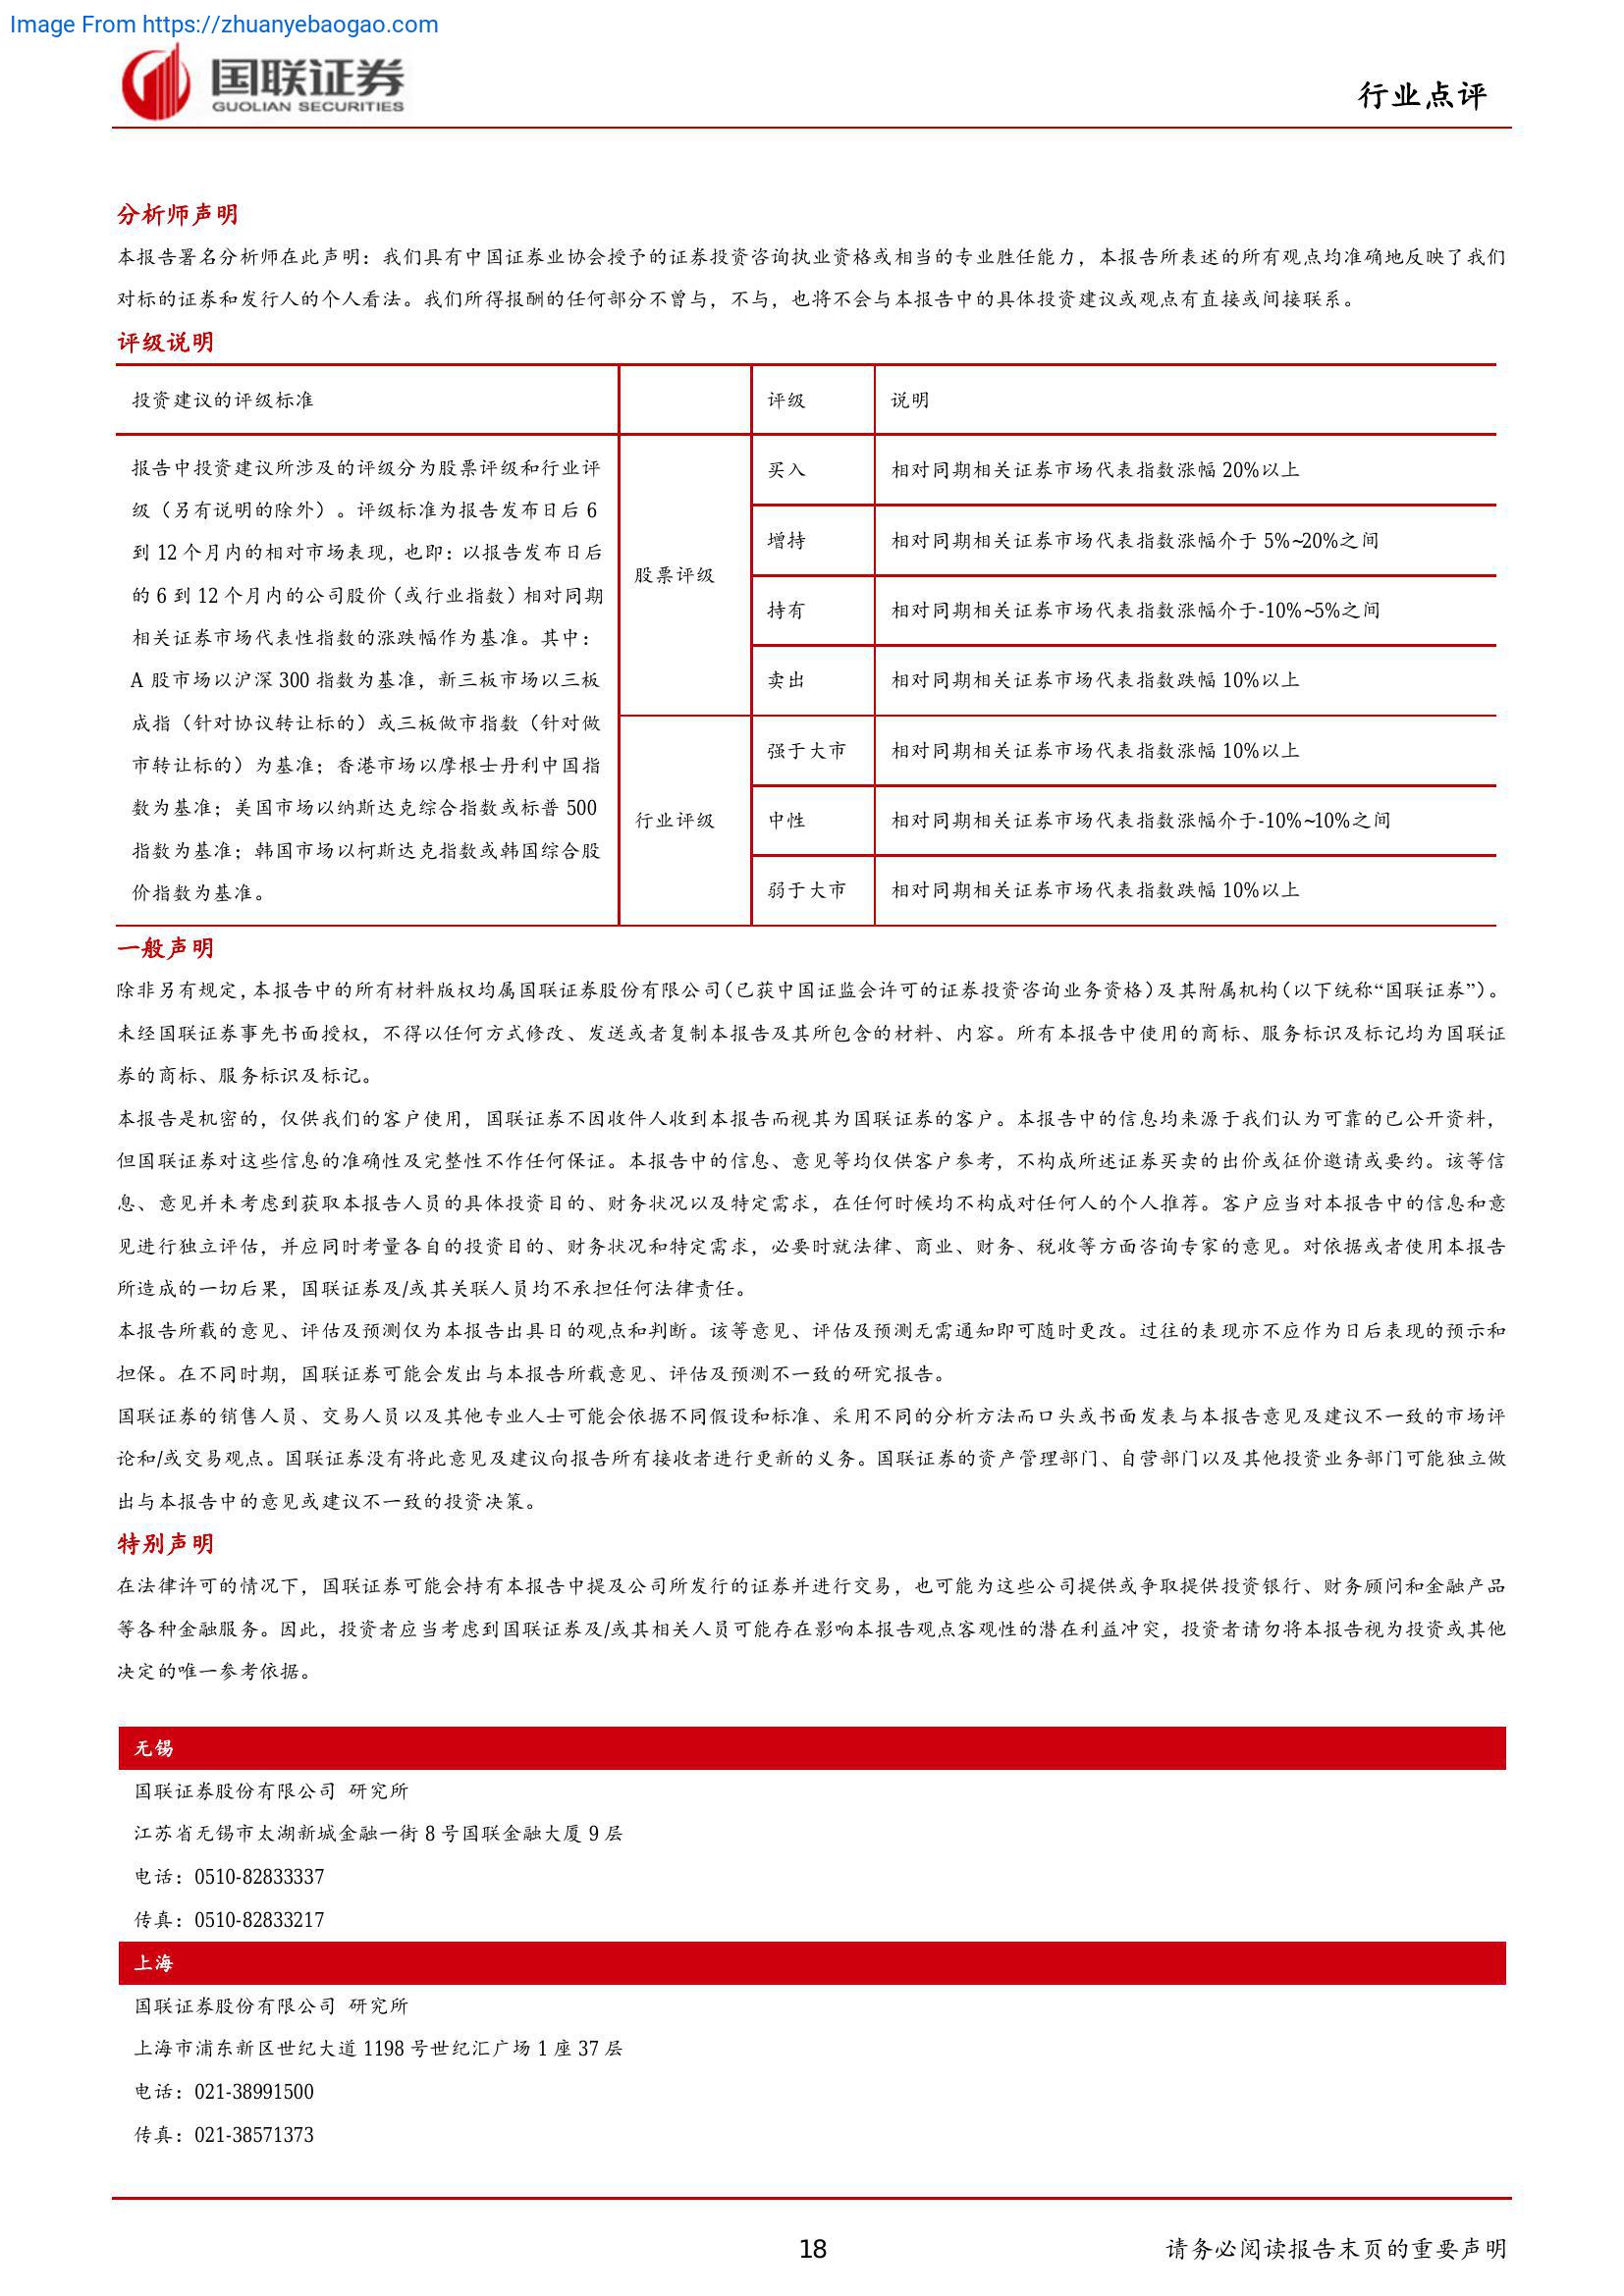 Image From https://zhuanyebaogao.com
国联证券
GUOLIAN SECURITIES
行业点评
分析师声明
本报告署名分析师在此声明：我们具有中国证券业协会授予的证券投资咨询执业资格或相当的专业胜任能力，本报告所表述的所有观点均准确地反映了我们
对标的证券和发行人的个人看法。我们所得报酬的任何部分不曾与，不与，也将不会与本报告中的具体投资建议或观点有直接或间接联系。
评级说明
投资建议的评级标准
评级
说明
报告中投资建议所涉及的评级分为股票评级和行业评
级（另有说明的除外）。评级标准为报告发布日后 6
到 12 个月内的相对市场表现，也即：以报告发布日后
的 6 到 12 个月内的公司股价（或行业指数）相对同期
相关证券市场代表性指数的涨跌幅作为基准。其中：
A 股市场以沪深 300 指数为基准，新三板市场以三板
成指（针对协议转让标的）或三板做市指数（针对做
市转让标的）为基准；香港市场以摩根士丹利中国指
数为基准；美国市场以纳斯达克综合指数或标普 500
指数为基准；韩国市场以柯斯达克指数或韩国综合股
价指数为基准。
股票评级
买入
相对同期相关证券市场代表指数涨幅 20%以上
增持
相对同期相关证券市场代表指数涨幅介于 5%~20%之间
持有
相对同期相关证券市场代表指数涨幅介于-10%~5%之间
卖出
相对同期相关证券市场代表指数跌幅 10%以上
行业评级
强于大市
相对同期相关证券市场代表指数涨幅 10%以上
中性
相对同期相关证券市场代表指数涨幅介于-10%~10%之间
弱于大市
相对同期相关证券市场代表指数跌幅 10%以上
一般声明
除非另有规定，本报告中的所有材料版权均属国联证券股份有限公司（已获中国证监会许可的证券投资咨询业务资格）及其附属机构（以下统称“国联证券”）。
未经国联证券事先书面授权，不得以任何方式修改、发送或者复制本报告及其所包含的材料、内容。所有本报告中使用的商标、服务标识及标记均为国联证
券的商标、服务标识及标记。
本报告是机密的，仅供我们的客户使用，国联证券不因收件人收到本报告而视其为国联证券的客户。本报告中的信息均来源于我们认为可靠的已公开资料，
但国联证券对这些信息的准确性及完整性不作任何保证。本报告中的信息、意见等均仅供客户参考，不构成所述证券买卖的出价或征价邀请或要约。该等信
息、意见并未考虑到获取本报告人员的具体投资目的、财务状况以及特定需求，在任何时候均不构成对任何人的个人推荐。客户应当对本报告中的信息和意
见进行独立评估，并应同时考量各自的投资目的、财务状况和特定需求，必要时就法律、商业、财务、税收等方面咨询专家的意见。对依据或者使用本报告
所造成的一切后果，国联证券及/或其关联人员均不承担任何法律责任。
本报告所载的意见、评估及预测仅为本报告出具日的观点和判断。该等意见、评估及预测无需通知即可随时更改。过往的表现亦不应作为日后表现的预示和
担保。在不同时期，国联证券可能会发出与本报告所载意见、评估及预测不一致的研究报告。
国联证券的销售人员、交易人员以及其他专业人士可能会依据不同假设和标准、采用不同的分析方法而口头或书面发表与本报告意见及建议不一致的市场评
论和/或交易观点。国联证券没有将此意见及建议向报告所有接收者进行更新的义务。国联证券的资产管理部门、自营部门以及其他投资业务部门可能独立做
出与本报告中的意见或建议不一致的投资决策。
特别声明
在法律许可的情况下，国联证券可能会持有本报告中提及公司所发行的证券并进行交易，也可能为这些公司提供或争取提供投资银行、财务顾问和金融产品
等各种金融服务。因此，投资者应当考虑到国联证券及/或其相关人员可能存在影响本报告观点客观性的潜在利益冲突，投资者请勿将本报告视为投资或其他
决定的唯一参考依据。
无锡
国联证券股份有限公司 研究所
江苏省无锡市太湖新城金融一街 8 号国联金融大厦 9 层
电话：0510-82833337
传真：0510-82833217
上海
国联证券股份有限公司 研究所
上海市浦东新区世纪大道 1198 号世纪汇广场 1 座 37 层
电话：021-38991500
传真：021-38571373
18
请务必阅读报告末页的重要声明